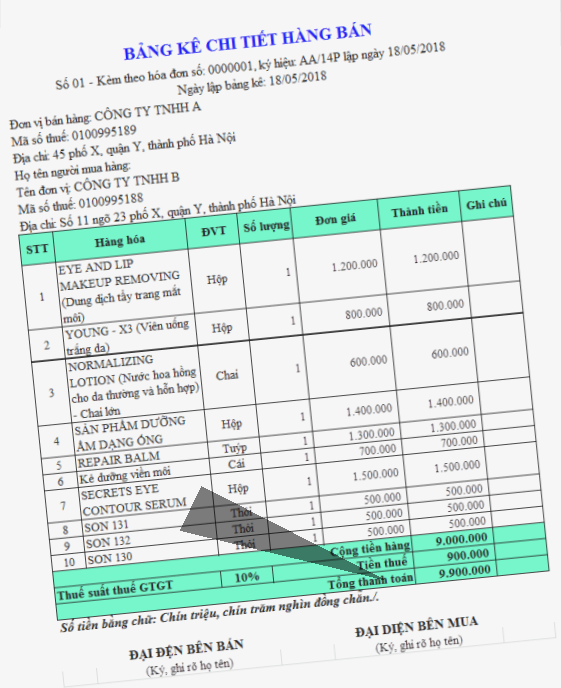 BẢNG KÊ CHI TIẾT HÀNG BÁN
Số 01 - Kèm theo hóa đơn số: 0000001, ký hiệu: AA/14P lập ngày 18/05/2018
Ngày lập bảng kê: 18/05/2018
Đơn vị bán hàng: CÔNG TY TNHH A
Mã số thuế: 0100995189
Địa chỉ: 45 phố X, quận Y, thành phố Hà Nội
Họ tên người mua hàng:
Tên đơn vị: CÔNG TY TNHH B
Mã số thuế: 0100995188
Địa chỉ: Số 11 ngõ 23 phố X, quận Y, thành phố Hà Nội
STT Hàng hóa ĐVT Số lượng Đơn giá Thành tiền Ghi chú
1 EYE AND LIP MAKEUP REMOVING (Dung dịch tẩy trang mắt môi) Hộp 1 1.200.000 1.200.000
2 YOUNG - X3 (Viên uống trắng da) Hộp 1 800.000 800.000
3 NORMALIZING LOTION (Nước hoa hồng cho da thường và hỗn hợp) - Chai lớn Chai 1 600.000 600.000
4 SẢN PHẨM DƯỠNG ẨM DẠNG ỐNG Hộp 1 1.400.000 1.400.000
5 REPAIR BALM Tuýp 1 1.300.000 1.300.000
6 Kẻ dưỡng viền môi Cái 1 700.000 700.000
7 SECRETS EYE CONTOUR SERUM Hộp 1 1.500.000 1.500.000
8 SON 131 Thỏi 1 500.000 500.000
9 SON 132 Thỏi 1 500.000 500.000
10 SON 130 Thỏi 1 500.000 500.000
Cộng tiền hàng 9.000.000
Thuế suất thuế GTGT 10% Tiền thuế 900.000
Tổng thanh toán 9.900.000
Số tiền bằng chữ: Chín triệu, chín trăm nghìn đồng chẵn./.
ĐẠI ĐIỆN BÊN BÁN ĐẠI DIỆN BÊN MUA
(Ký, ghi rõ họ tên) (Ký, ghi rõ họ tên)